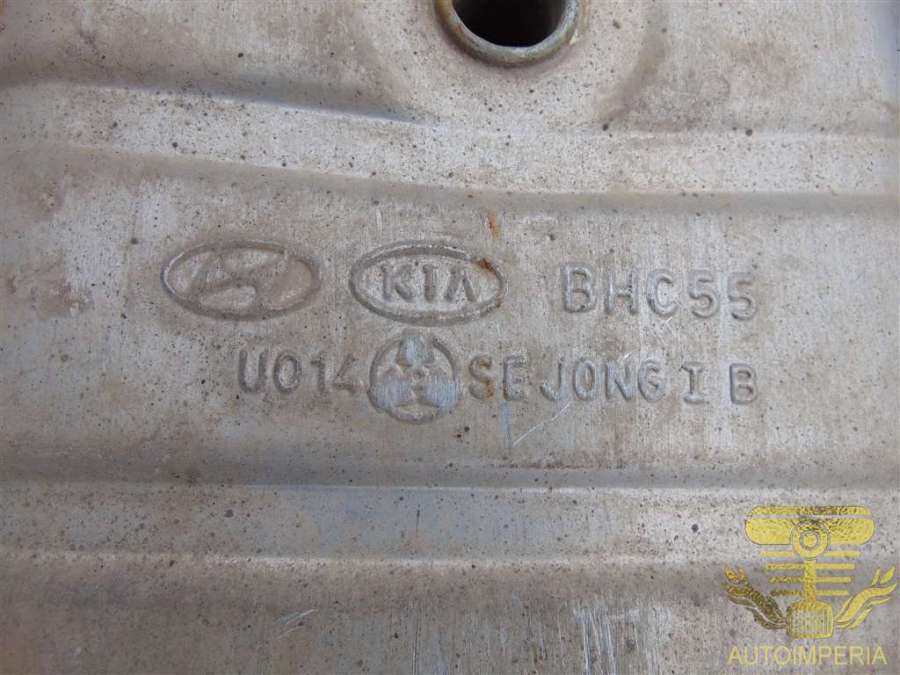 KIA BHC55
U014 SEJONG I B
AUTOIMPERIA